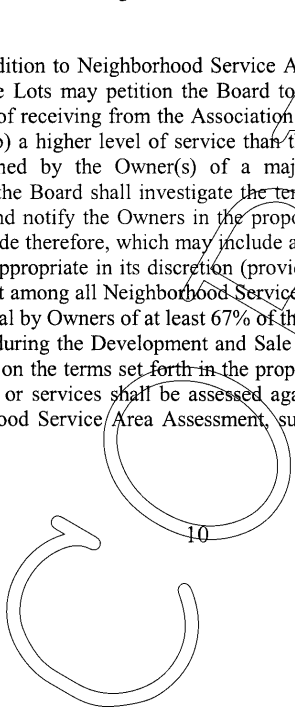 dition to Neighborhood Service A
Lots may petition the Board to
of receiving from the Association
) a higher level of service than
ned by the Owner(s) of a maj
the Board shall investigate the
nd notify the Owners in the prop
de therefore, which may include a
ppropriate in its discretion (provi
t among all Neighborhood Service
al by Owners of at least 67% of th
during the Development and Sale
on the terms set forth in the prop
or services shall be assessed aga
ood Service Area Assessment, su
10